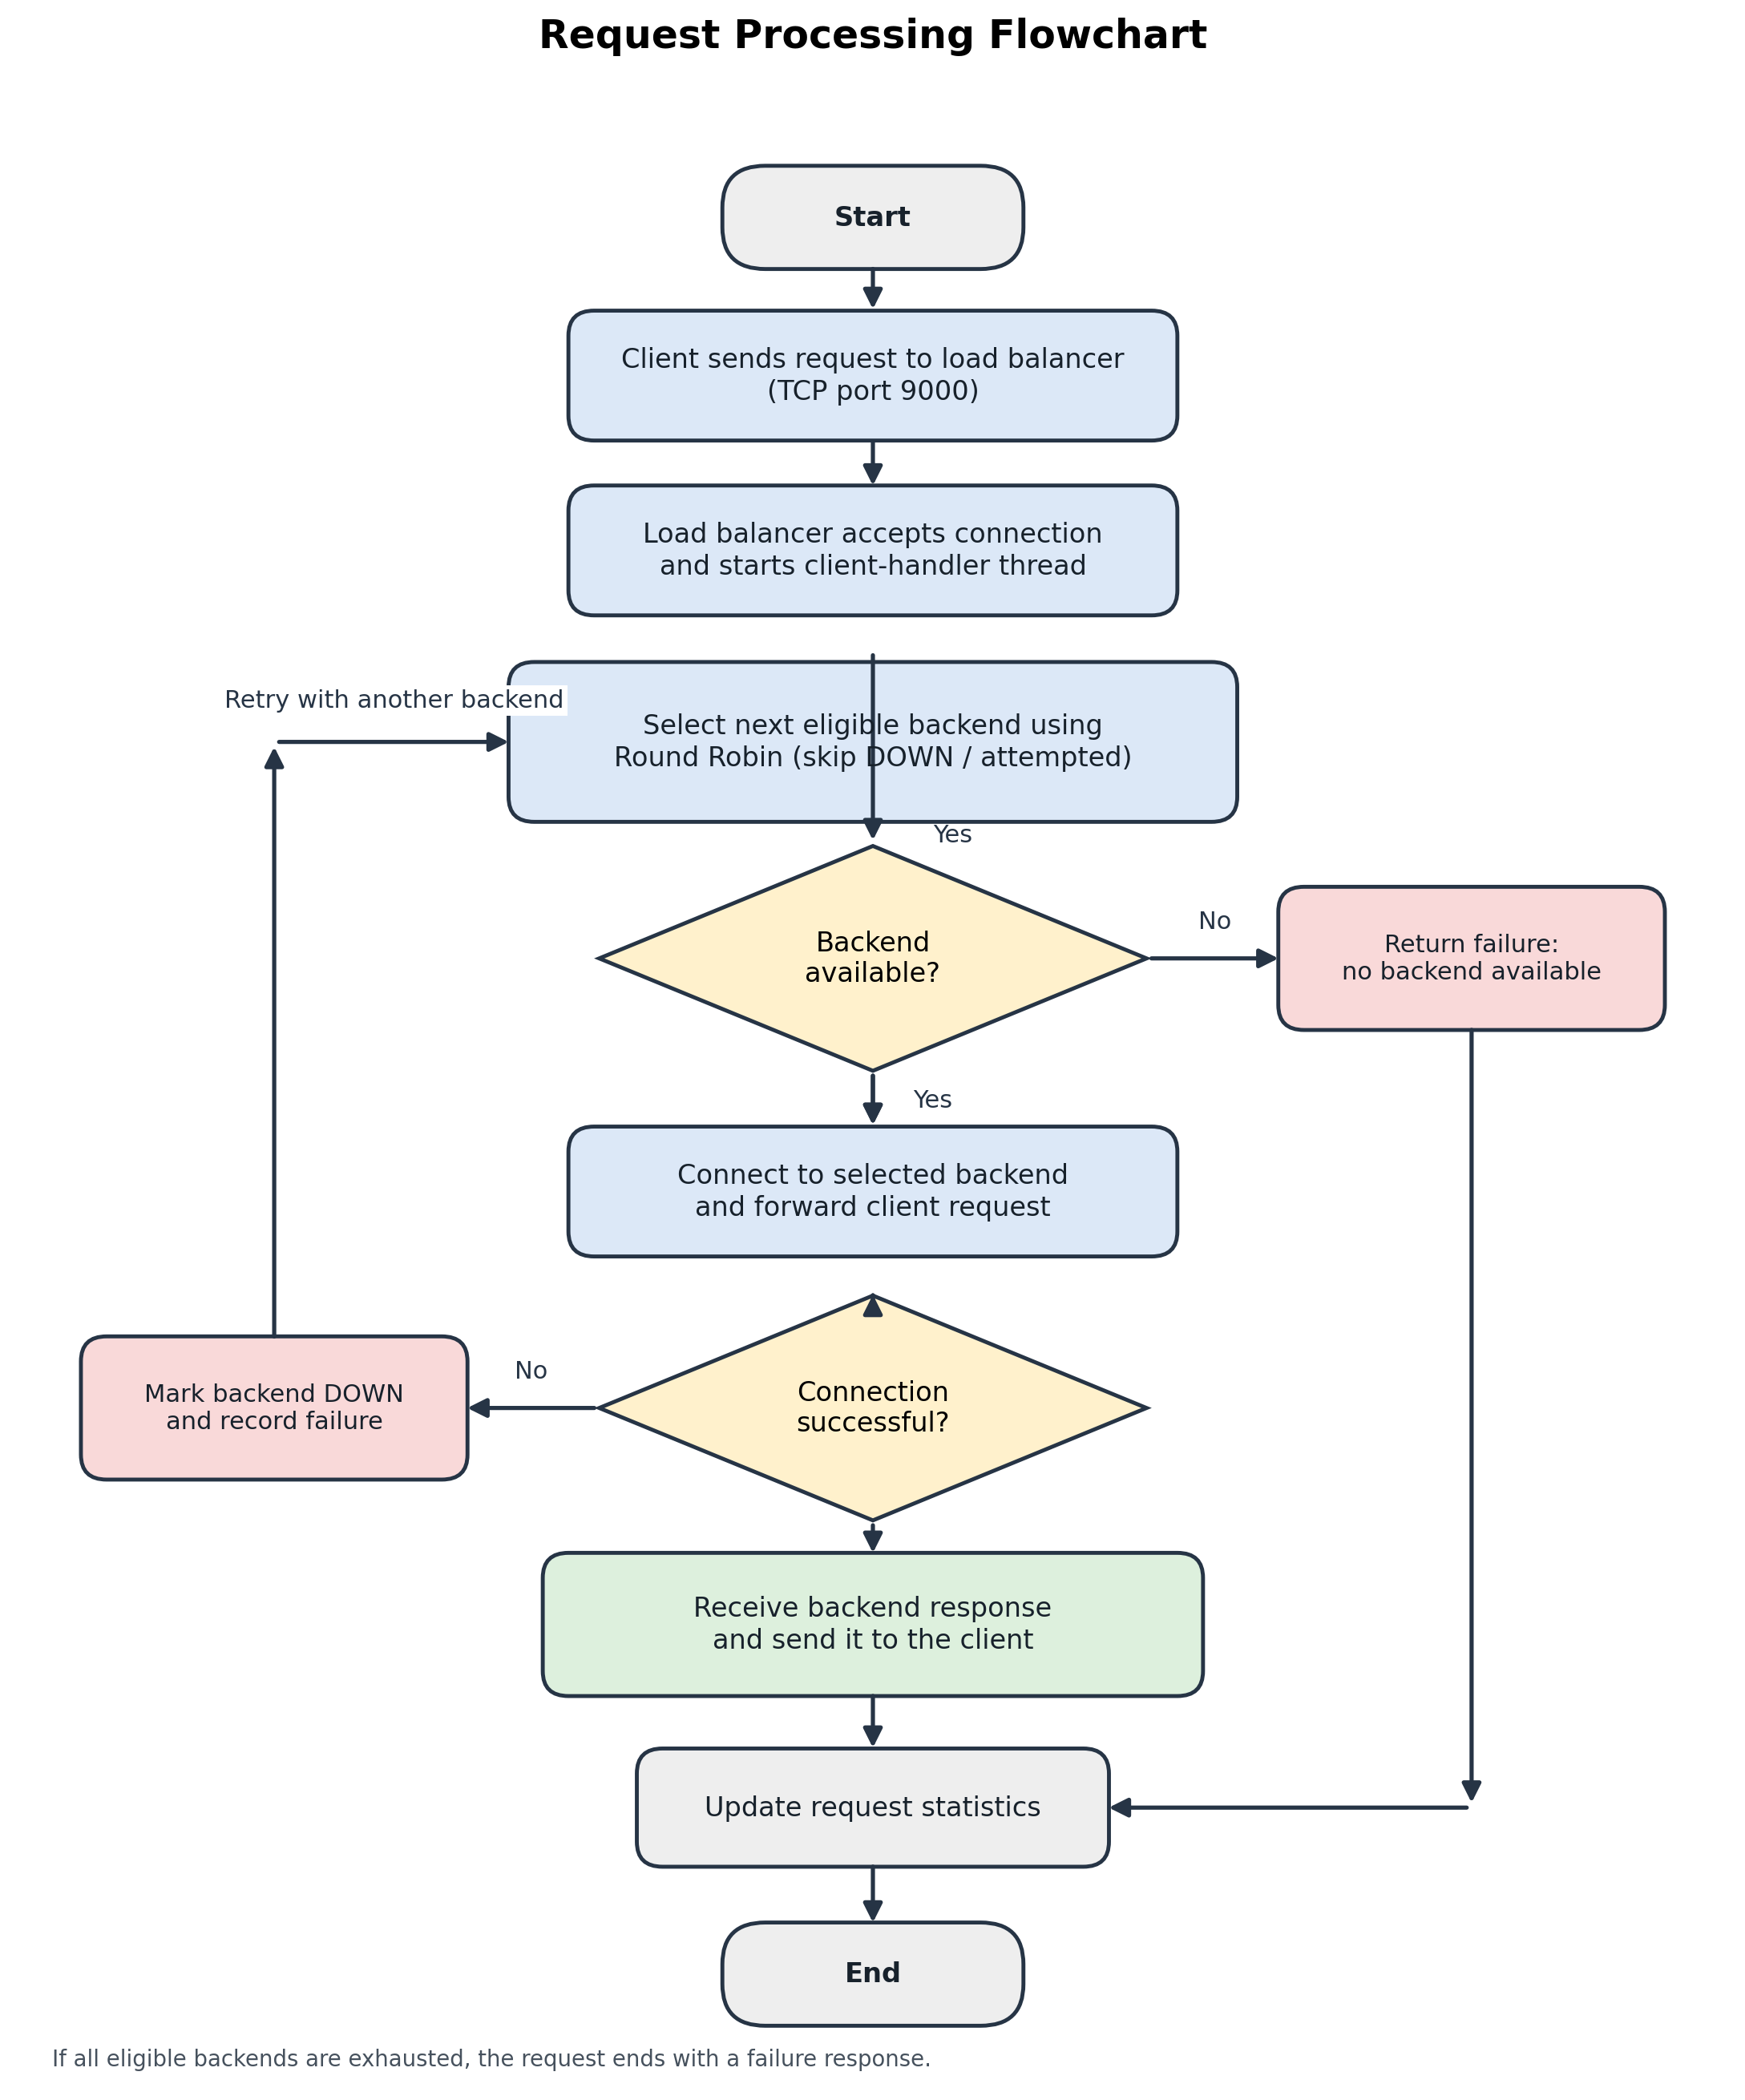 Request Processing Flowchart
Start
Client sends request to load balancer
(TCP port 9000)
Load balancer accepts connection
and starts client-handler thread
Retry with another backend
Select next eligible backend using
Round Robin (skip DOWN / attempted)
Yes
Backend
available?
No
Return failure:
no backend available
Yes
Connect to selected backend
and forward client request
Connection
successful?
No
Mark backend DOWN
and record failure
Receive backend response
and send it to the client
Update request statistics
End
If all eligible backends are exhausted, the request ends with a failure response.